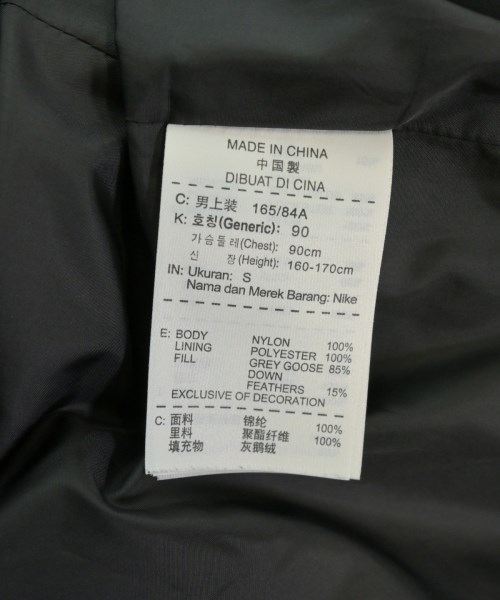 MADE IN CHINA
中国製
DIBUAT DI CINA
C: 男上装 165/84A
K: 호칭(Generic): 90
가슴둘레(Chest): 90cm
신 장(Height): 160-170cm
IN: Ukuran: S
Nama dan Merek Barang: Nike
E: BODY NYLON 100%
LINING POLYESTER 100%
FILL GREY GOOSE 85%
DOWN
FEATHERS 15%
EXCLUSIVE OF DECORATION
C: 面料 锦纶 100%
里料 聚酯纤维 100%
填充物 灰鹅绒